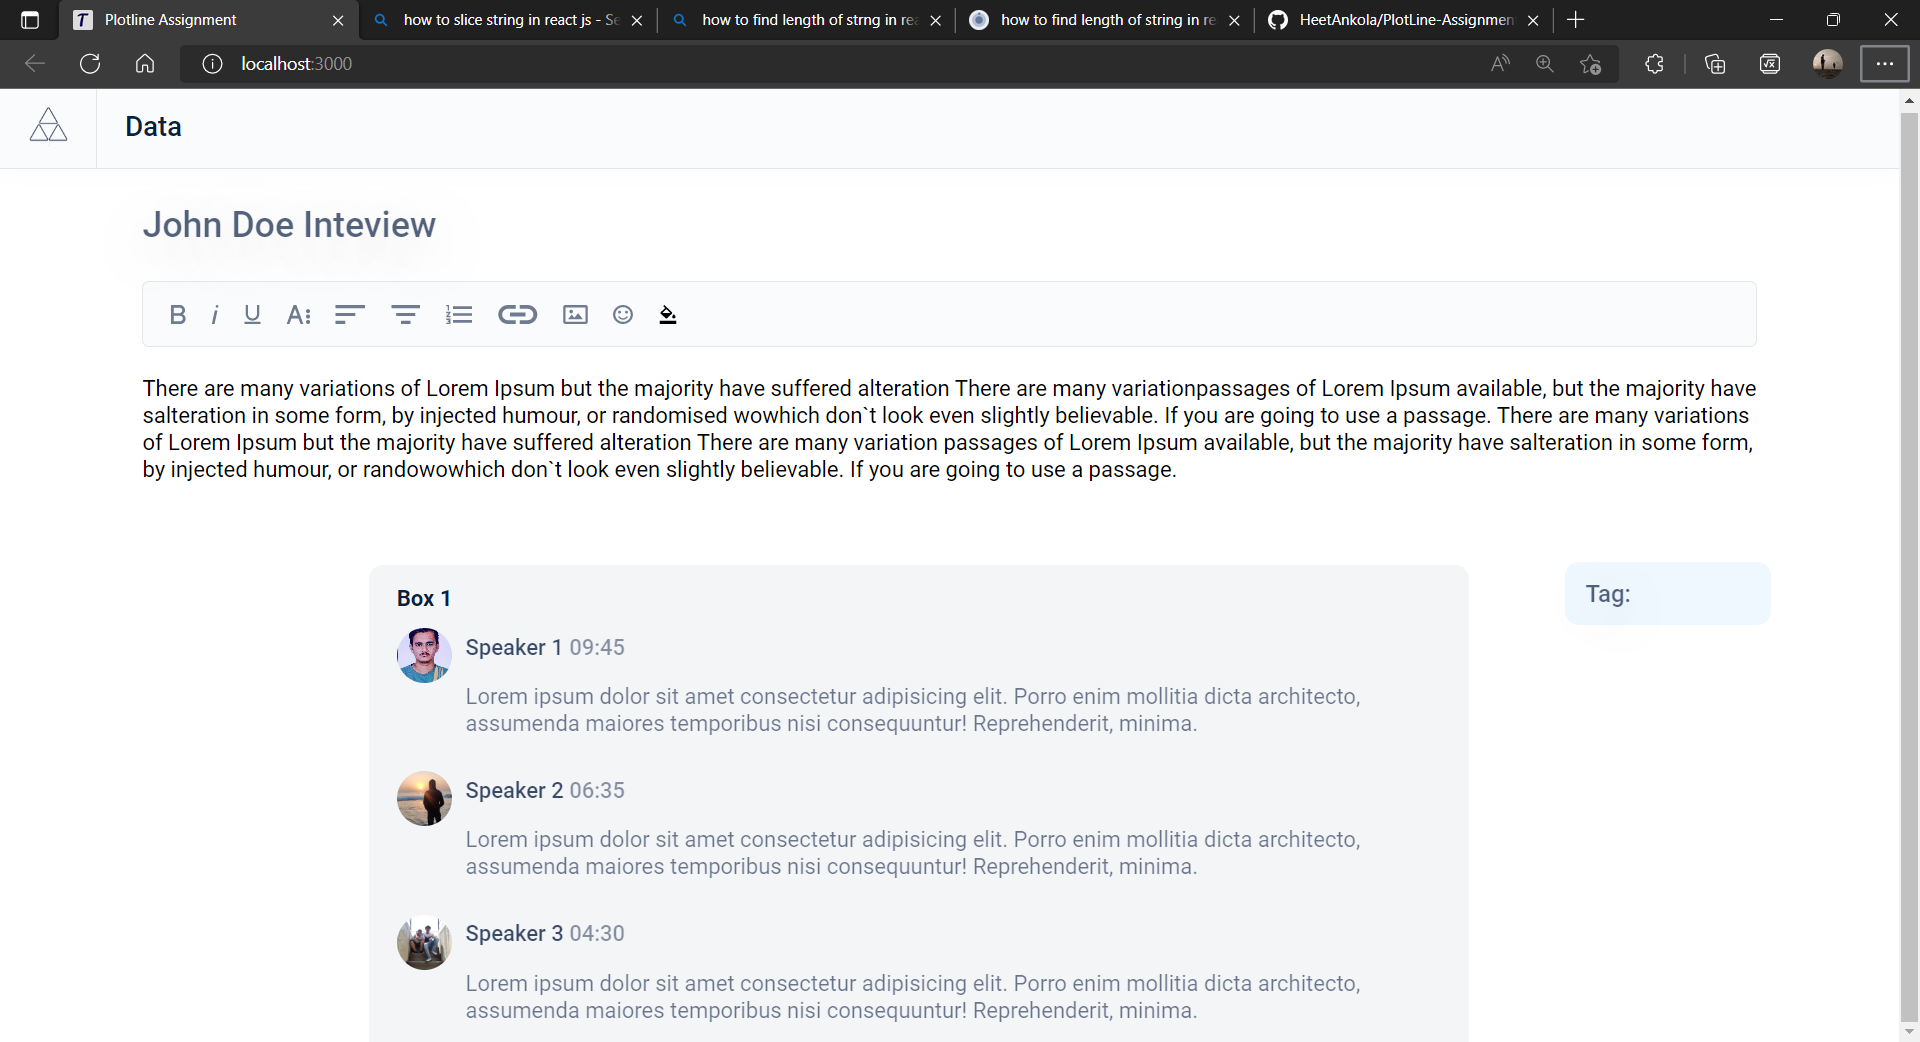 Plotline Assignment
how to slice string in react js - Se
how to find length of strng in rea
how to find length of string in re
HeetAnkola/PlotLine-Assignmen
localhost:3000
Data
John Doe Inteview
B i U A
There are many variations of Lorem Ipsum but the majority have suffered alteration There are many variationpassages of Lorem Ipsum available, but the majority have
salteration in some form, by injected humour, or randomised wowhich don`t look even slightly believable. If you are going to use a passage. There are many variations
of Lorem Ipsum but the majority have suffered alteration There are many variation passages of Lorem Ipsum available, but the majority have salteration in some form,
by injected humour, or randowowhich don`t look even slightly believable. If you are going to use a passage.
Box 1
Tag:
Speaker 1 09:45
Lorem ipsum dolor sit amet consectetur adipisicing elit. Porro enim mollitia dicta architecto,
assumenda maiores temporibus nisi consequuntur! Reprehenderit, minima.
Speaker 2 06:35
Lorem ipsum dolor sit amet consectetur adipisicing elit. Porro enim mollitia dicta architecto,
assumenda maiores temporibus nisi consequuntur! Reprehenderit, minima.
Speaker 3 04:30
Lorem ipsum dolor sit amet consectetur adipisicing elit. Porro enim mollitia dicta architecto,
assumenda maiores temporibus nisi consequuntur! Reprehenderit, minima.